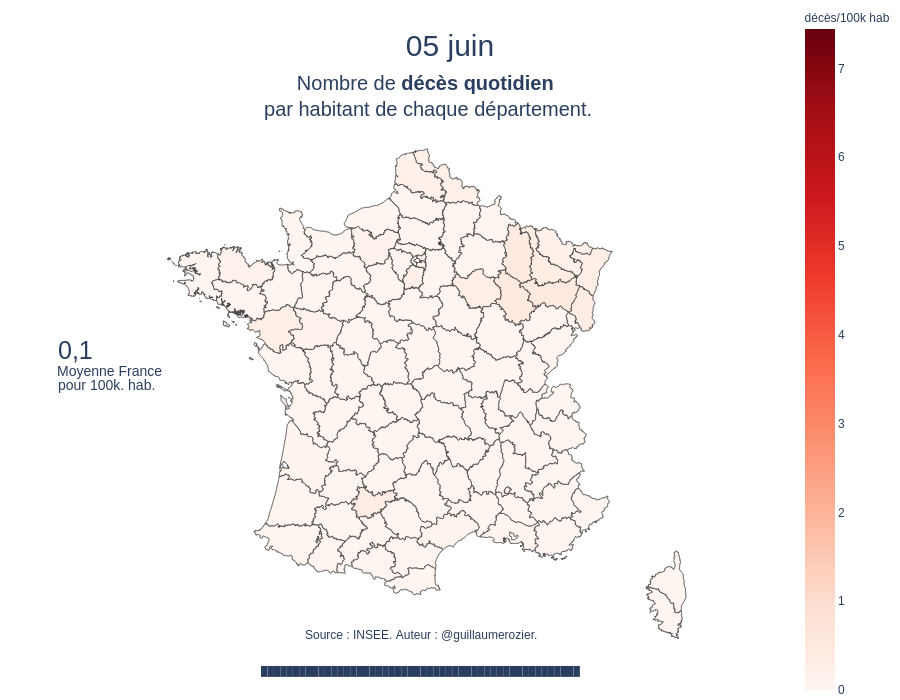 décès/100k hab
05 juin
Nombre de décès quotidien
par habitant de chaque département.
7
6
5
4
3
2
1
0
0,1
Moyenne France
pour 100k. hab.
Source : INSEE. Auteur : @guillaumerozier.